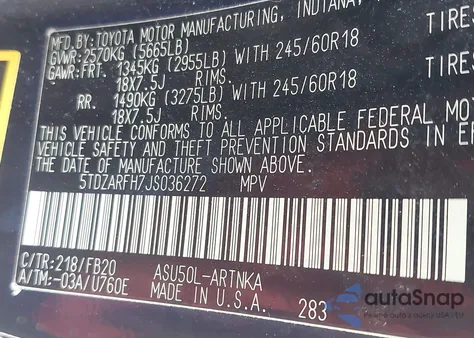 MFD.BY:TOYOTA MOTOR MANUFACTURING, INDIANA,
GVWR:2570KG (5665LB)
GAWR:FRT. 1345KG (2955LB) WITH 245/60R18 TIRES
18X7.5J RIMS.
RR. 1490KG (3275LB) WITH 245/60R18 TIRES
18X7.5J RIMS.
THIS VEHICLE CONFORMS TO ALL APPLICABLE FEDERAL MO
VEHICLE SAFETY AND THEFT PREVENTION STANDARDS IN E
THE DATE OF MANUFACTURE SHOWN ABOVE.
5TDZARFH7JS036272 MPV
C/TR:218/FB20 ASU50L-ARTNKA
A/TM:-03A/U760E MADE IN U.S.A. 283
autoSnap